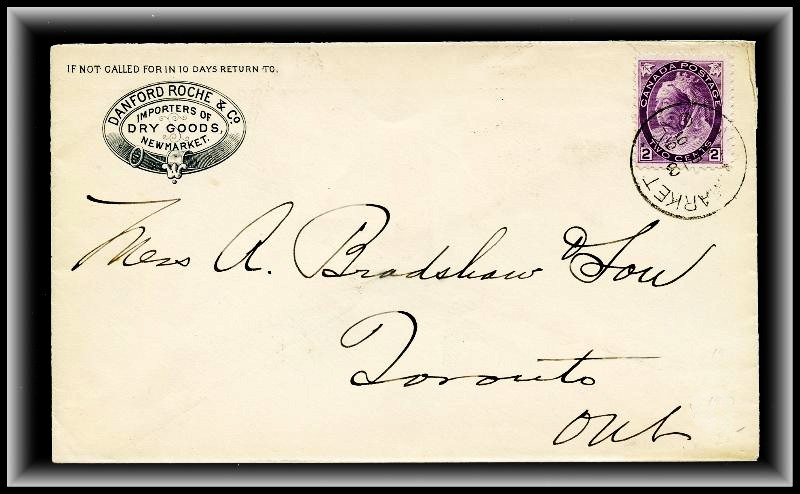 IF NOT CALLED FOR IN 10 DAYS RETURN TO.
DANFORD ROCHE & Co
IMPORTERS OF
DRY GOODS,
NEWMARKET.
CANADA POSTAGE
2 TWO CENTS 2
Mess A. Bradshaw & Son
Toronto
Ont